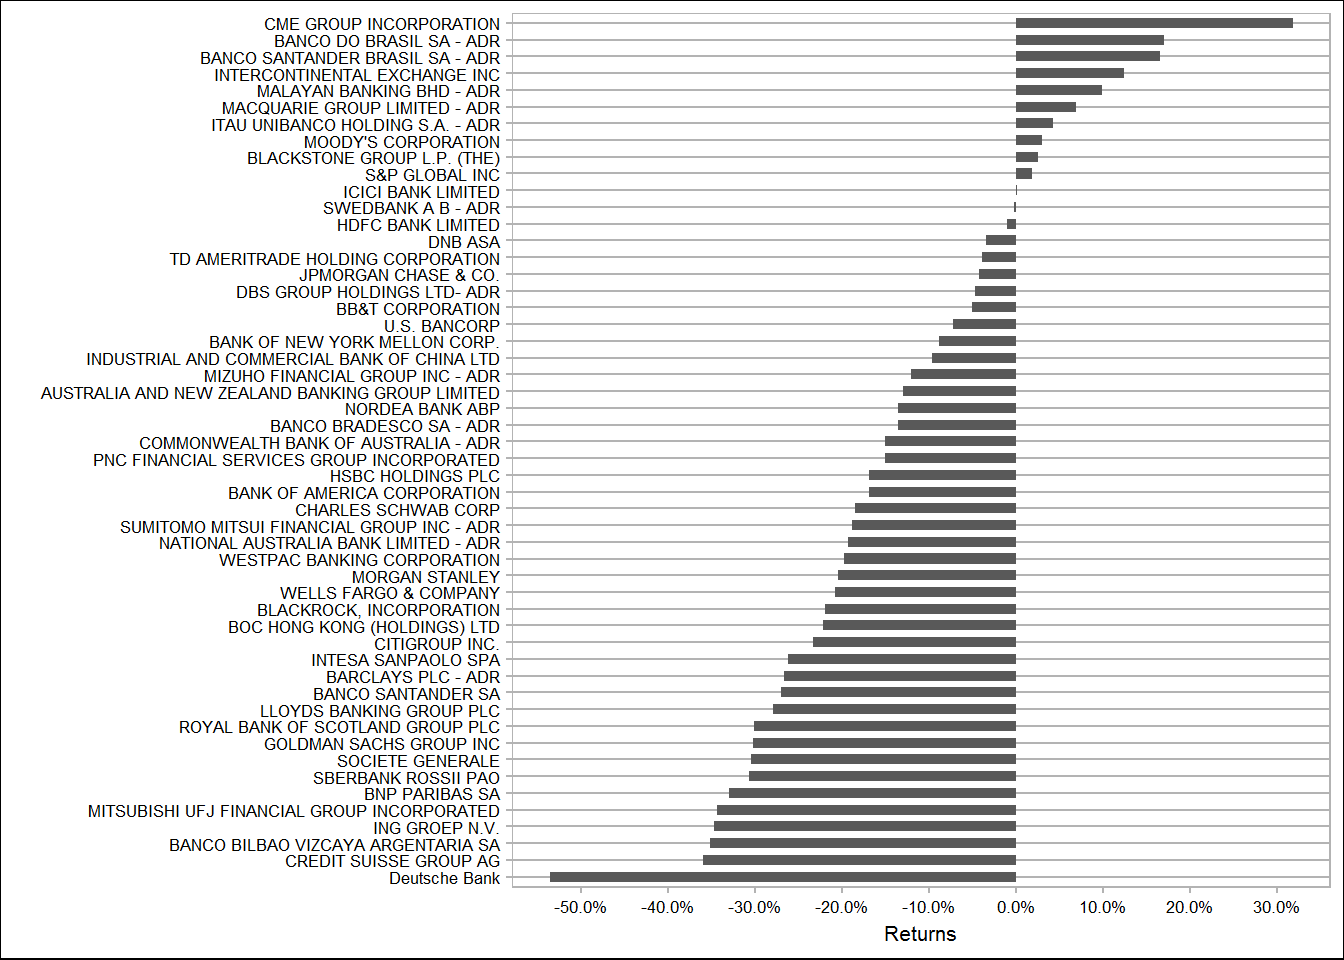 CME GROUP INCORPORATION
BANCO DO BRASIL SA - ADR
BANCO SANTANDER BRASIL SA - ADR
INTERCONTINENTAL EXCHANGE INC
MALAYAN BANKING BHD - ADR
MACQUARIE GROUP LIMITED - ADR
ITAU UNIBANCO HOLDING S.A. - ADR
MOODY'S CORPORATION
BLACKSTONE GROUP L.P. (THE)
S&P GLOBAL INC
ICICI BANK LIMITED
SWEDBANK A B - ADR
HDFC BANK LIMITED
DNB ASA
TD AMERITRADE HOLDING CORPORATION
JPMORGAN CHASE & CO.
DBS GROUP HOLDINGS LTD- ADR
BB&T CORPORATION
U.S. BANCORP
BANK OF NEW YORK MELLON CORP.
INDUSTRIAL AND COMMERCIAL BANK OF CHINA LTD
MIZUHO FINANCIAL GROUP INC - ADR
AUSTRALIA AND NEW ZEALAND BANKING GROUP LIMITED
NORDEA BANK ABP
BANCO BRADESCO SA - ADR
COMMONWEALTH BANK OF AUSTRALIA - ADR
PNC FINANCIAL SERVICES GROUP INCORPORATED
HSBC HOLDINGS PLC
BANK OF AMERICA CORPORATION
CHARLES SCHWAB CORP
SUMITOMO MITSUI FINANCIAL GROUP INC - ADR
NATIONAL AUSTRALIA BANK LIMITED - ADR
WESTPAC BANKING CORPORATION
MORGAN STANLEY
WELLS FARGO & COMPANY
BLACKROCK, INCORPORATION
BOC HONG KONG (HOLDINGS) LTD
CITIGROUP INC.
INTESA SANPAOLO SPA
BARCLAYS PLC - ADR
BANCO SANTANDER SA
LLOYDS BANKING GROUP PLC
ROYAL BANK OF SCOTLAND GROUP PLC
GOLDMAN SACHS GROUP INC
SOCIETE GENERALE
SBERBANK ROSSII PAO
BNP PARIBAS SA
MITSUBISHI UFJ FINANCIAL GROUP INCORPORATED
ING GROEP N.V.
BANCO BILBAO VIZCAYA ARGENTARIA SA
CREDIT SUISSE GROUP AG
Deutsche Bank
-50.0% -40.0% -30.0% -20.0% -10.0% 0.0% 10.0% 20.0% 30.0%
Returns